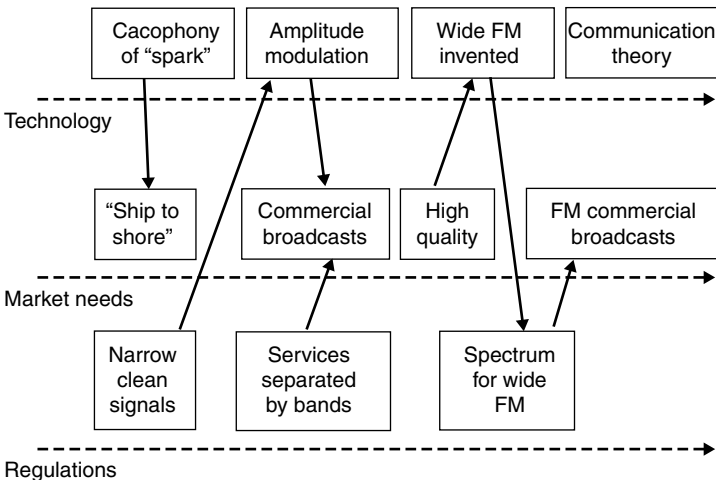 Cacophony
of “spark”
Amplitude
modulation
Wide FM
invented
Communication
theory
Technology
“Ship to
shore”
Commercial
broadcasts
High
quality
FM commercial
broadcasts
Market needs
Narrow
clean
signals
Services
separated
by bands
Spectrum
for wide
FM
Regulations